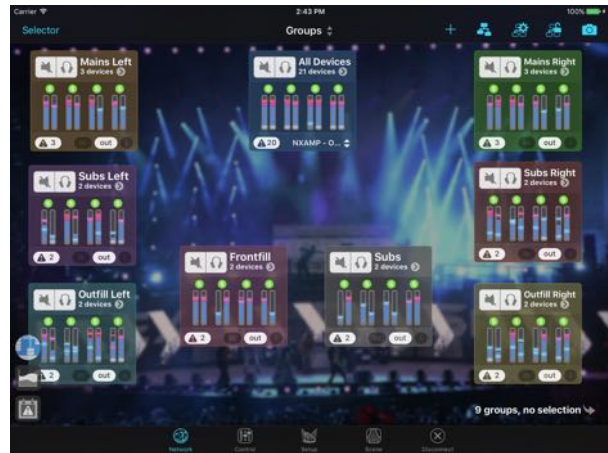 Carrier 2:43 PM 100%
Selector Groups
Mains Left
3 devices
3 out
All Devices
21 devices
20 NXAMP - O...
Mains Right
3 devices
3 out
Subs Left
2 devices
2 out
Subs Right
2 devices
2 out
Frontfill
2 devices
2 out
Subs
2 devices
2 out
Outfill Left
2 devices
2 out
Outfill Right
2 devices
2 out
9 groups, no selection
Network Control Setup Scene Disconnect